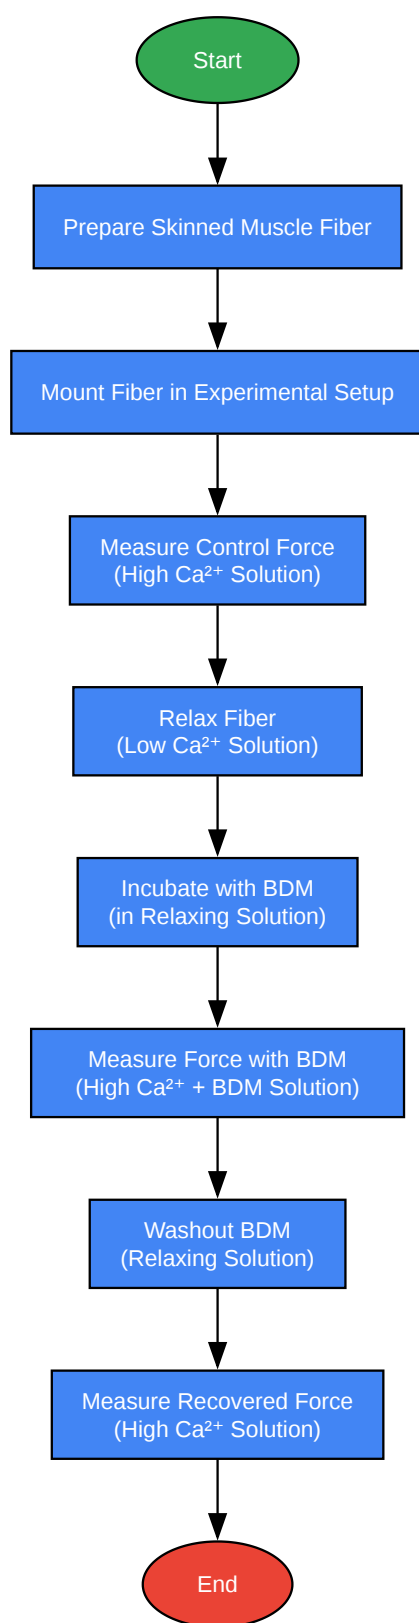 Start
Prepare Skinned Muscle Fiber
Mount Fiber in Experimental Setup
Measure Control Force
(High Ca²⁺ Solution)
Relax Fiber
(Low Ca²⁺ Solution)
Incubate with BDM
(in Relaxing Solution)
Measure Force with BDM
(High Ca²⁺ + BDM Solution)
Washout BDM
(Relaxing Solution)
Measure Recovered Force
(High Ca²⁺ Solution)
End